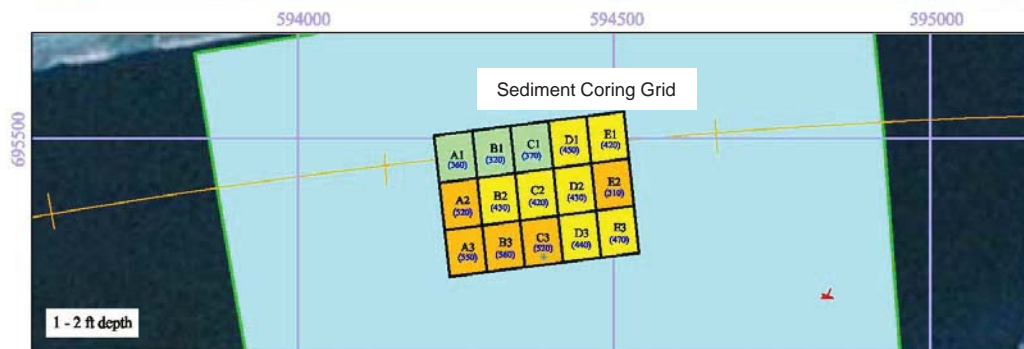 594000
594500
595000
Sediment Coring Grid
695500
A1
(360)
B1
(320)
C1
(370)
D1
(450)
E1
(420)
A2
(520)
B2
(430)
C2
(420)
D2
(430)
E2
(510)
A3
(550)
B3
(560)
C3
(520)
D3
(440)
E3
(470)
1 - 2 ft depth